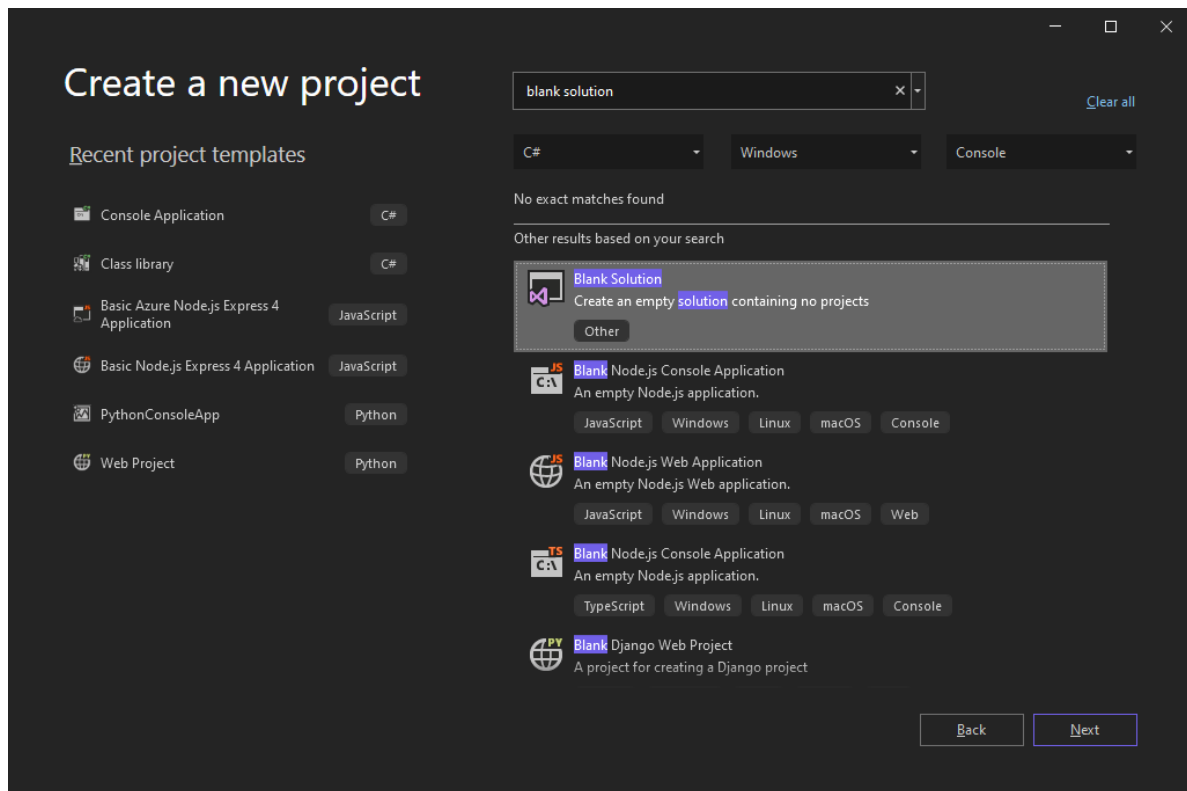 Create a new project
Recent project templates
Console Application C#
Class library C#
Basic Azure Node.js Express 4
Application
JavaScript
Basic Node.js Express 4 Application JavaScript
PythonConsoleApp Python
Web Project Python
blank solution
Clear all
C# Windows Console
No exact matches found
Other results based on your search
Blank Solution
Create an empty solution containing no projects
Other
JS
C:\
Blank Node.js Console Application
An empty Node.js application.
JavaScript Windows Linux macOS Console
JS
Blank Node.js Web Application
An empty Node.js Web application.
JavaScript Windows Linux macOS Web
TS
C:\
Blank Node.js Console Application
An empty Node.js application.
TypeScript Windows Linux macOS Console
PY
Blank Django Web Project
A project for creating a Django project
Back Next